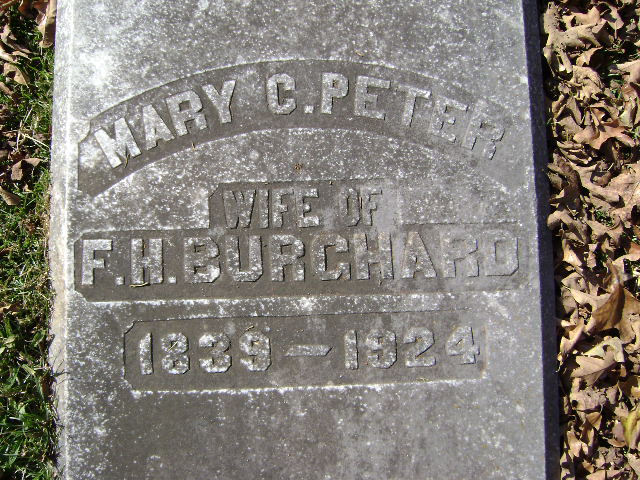 MARY C. PETER
WIFE OF
F. H. BURCHARD
1839 — 1924